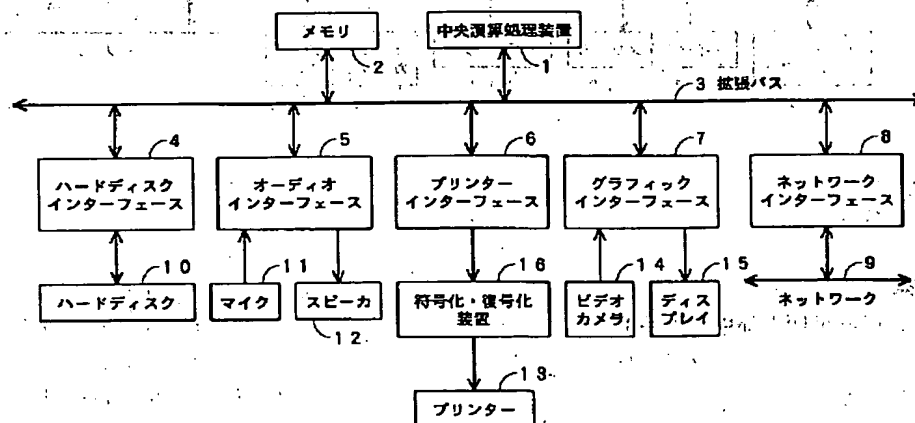 メモリ
中央演算処理装置
2
1
3 拡張バス
4
5
6
7
8
ハードディスク
インターフェース
オーディオ
インターフェース
プリンター
インターフェース
グラフィック
インターフェース
ネットワーク
インターフェース
10
11
16
14
15
9
ハードディスク
マイク
スピーカ
符号化・復号化
装置
ビデオ
カメラ
ディス
プレイ
ネットワーク
12
13
プリンター